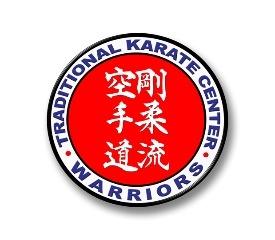 TRADITIONAL KARATE CENTER
剛柔流
空手道
WARRIORS